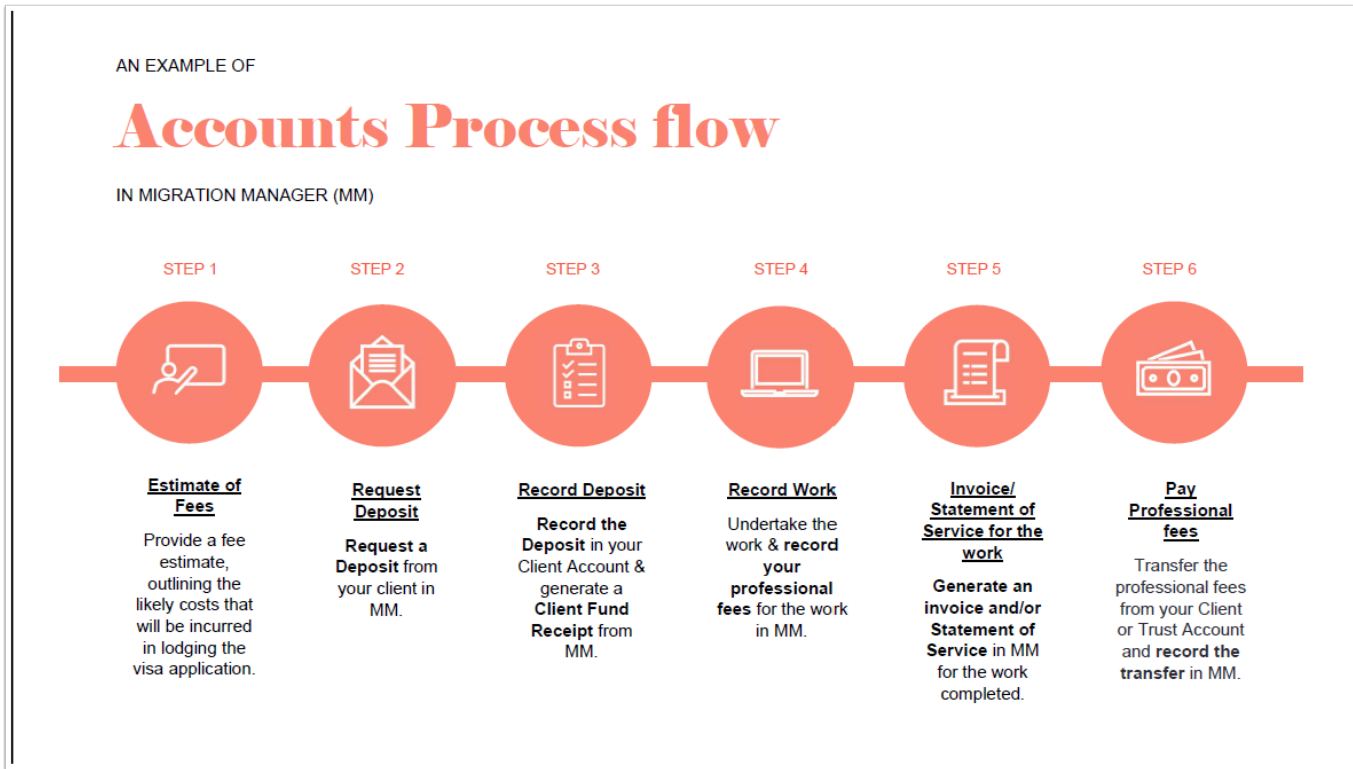 AN EXAMPLE OF
Accounts Process flow
IN MIGRATION MANAGER (MM)
STEP 1
STEP 2
STEP 3
STEP 4
STEP 5
STEP 6
Estimate of
Fees
Provide a fee
estimate,
outlining the
likely costs that
will be incurred
in lodging the
visa application.
Request
Deposit
Request a
Deposit from
your client in
MM.
Record Deposit
Record the
Deposit in your
Client Account &
generate a
Client Fund
Receipt from
MM.
Record Work
Undertake the
work & record
your
professional
fees for the work
in MM.
Invoice/
Statement of
Service for the
work
Generate an
invoice and/or
Statement of
Service in MM
for the work
completed.
Pay
Professional
fees
Transfer the
professional fees
from your Client
or Trust Account
and record the
transfer in MM.